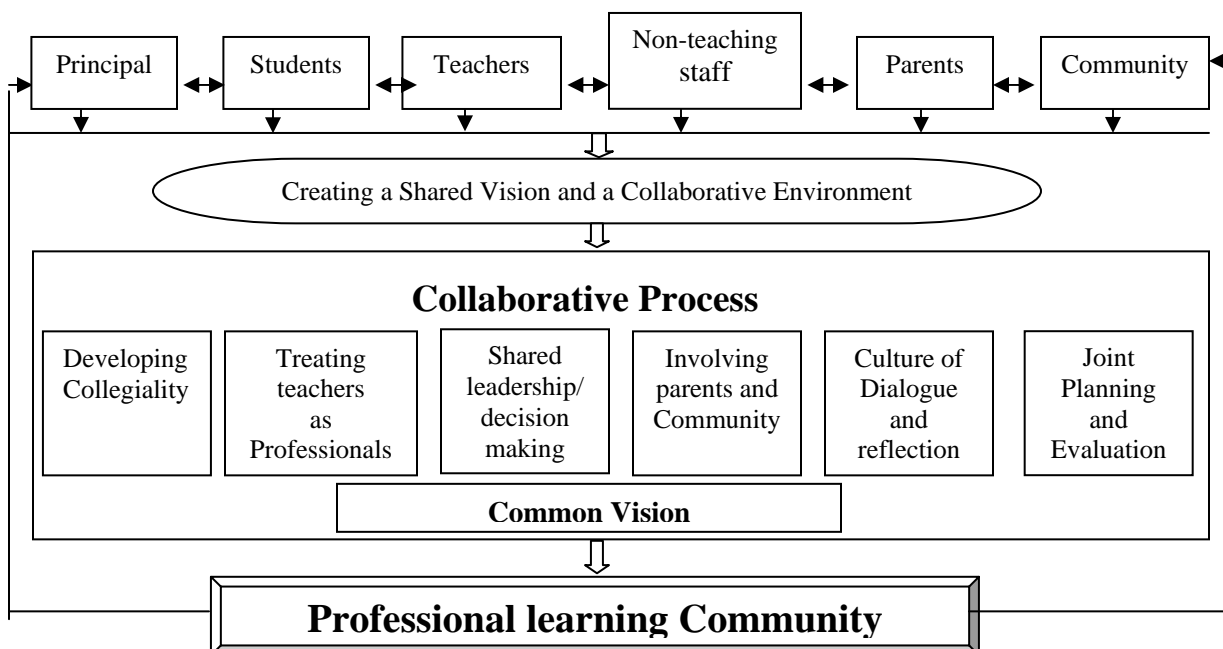 Principal
Students
Teachers
Non-teaching
staff
Parents
Community
Creating a Shared Vision and a Collaborative Environment
Collaborative Process
Developing
Collegiality
Treating
teachers
as
Professionals
Shared
leadership/
decision
making
Involving
parents and
Community
Culture of
Dialogue
and
reflection
Joint
Planning
and
Evaluation
Common Vision
Professional learning Community